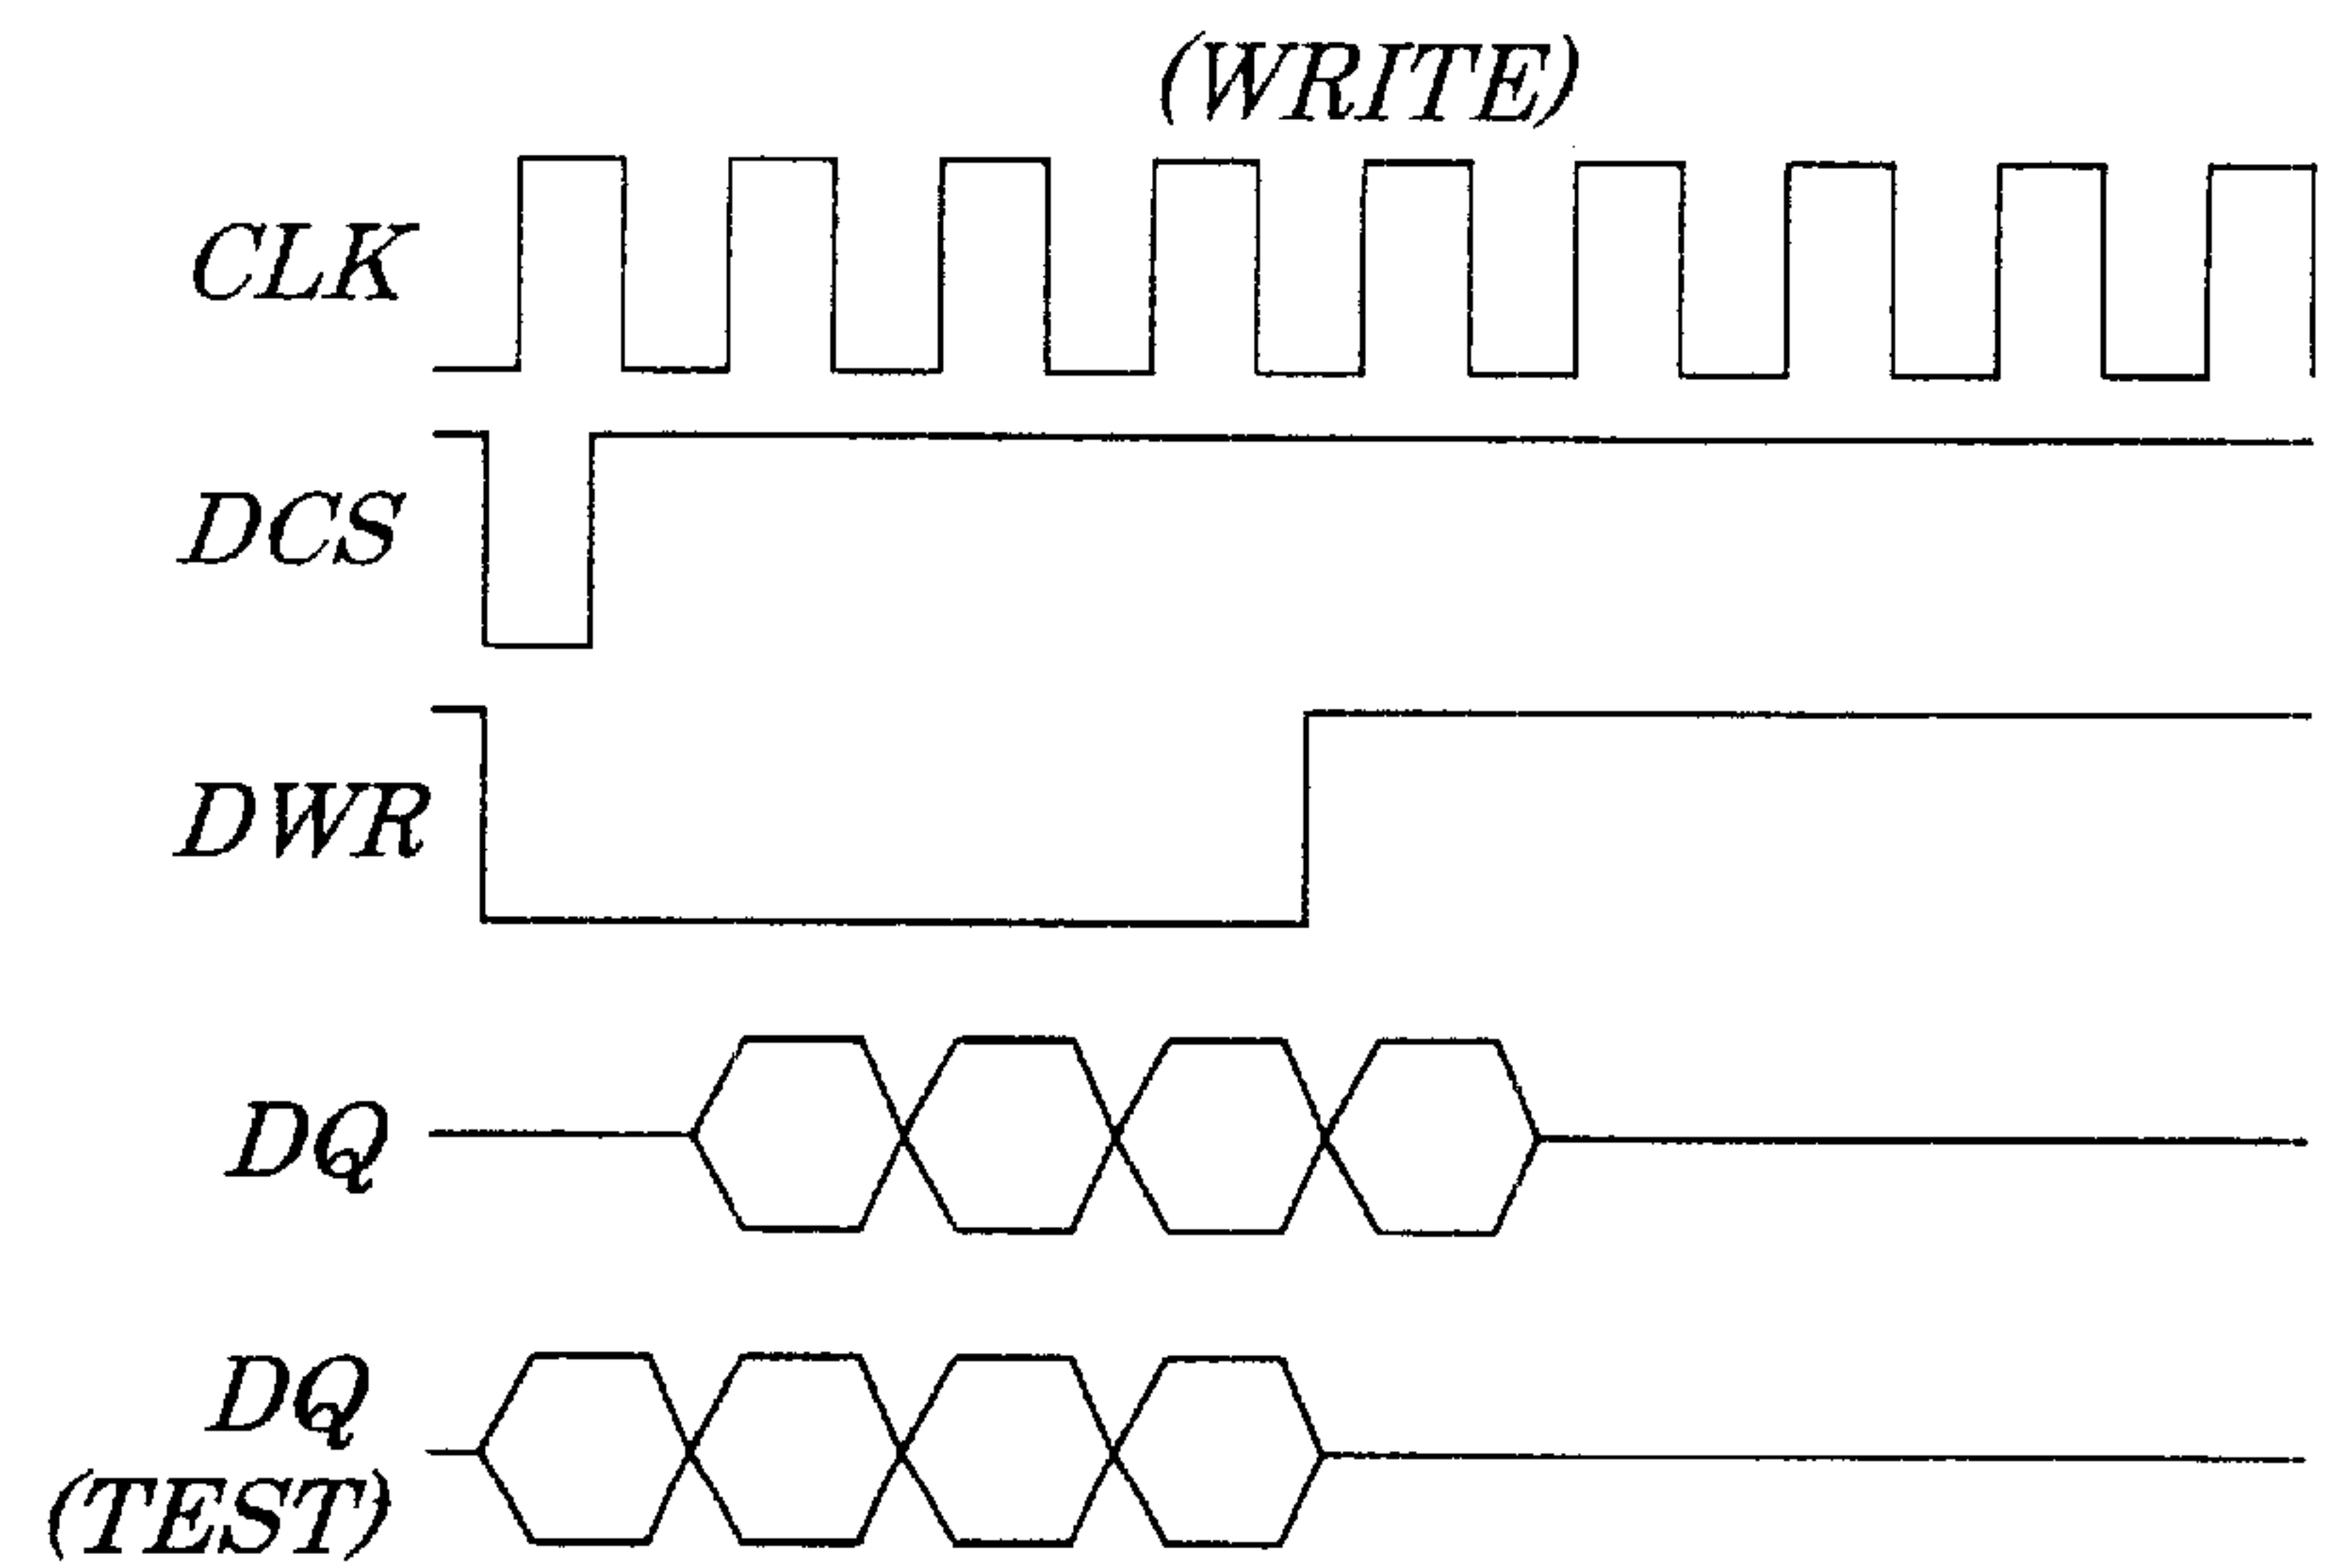 (WRITE)
CLK
DCS
DWR
DQ
DQ
(TEST)